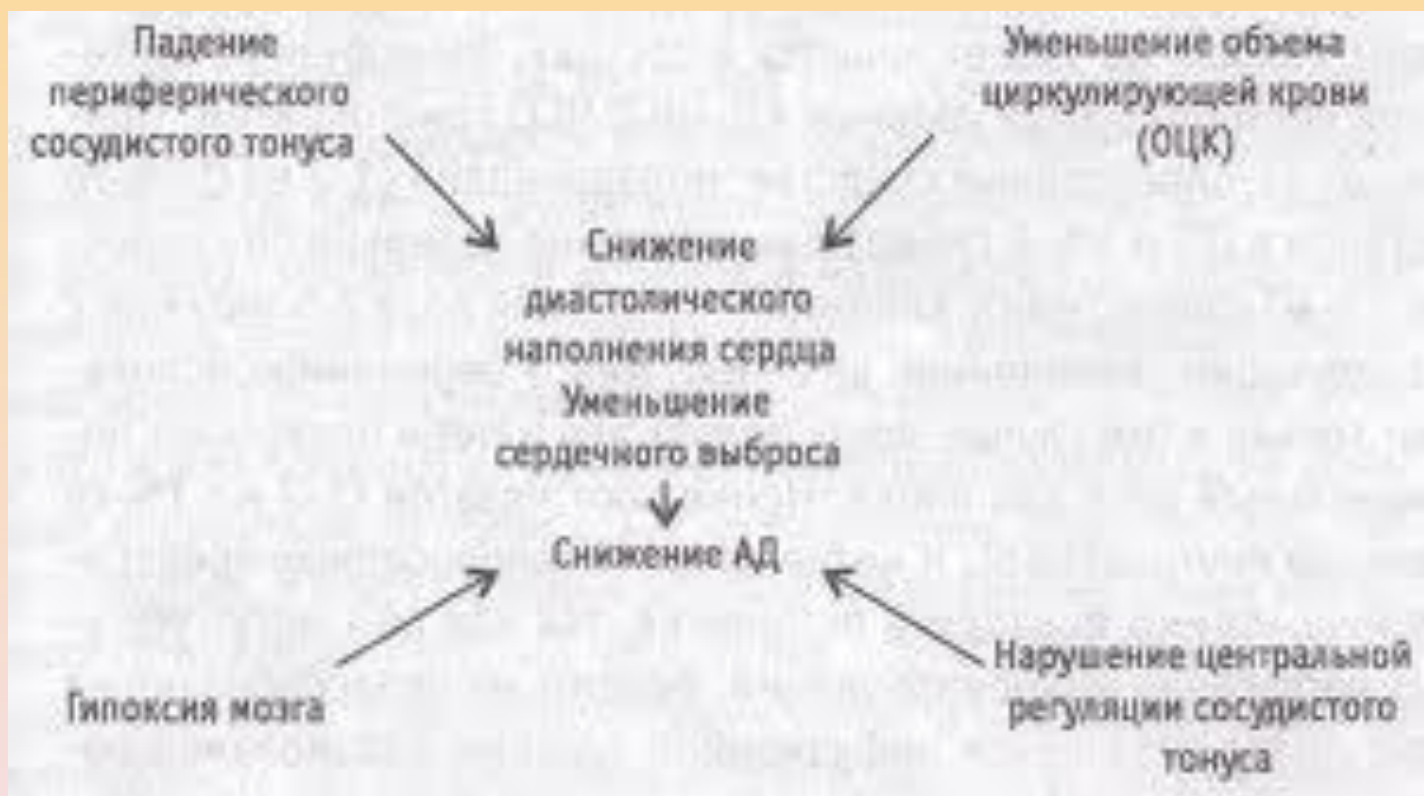 Падение
периферического
сосудистого тонуса
Уменьшение объема
циркулирующей крови
(ОЦК)
Снижение
диастолического
наполнения сердца
Уменьшение
сердечного выброса
Снижение АД
Гипоксия мозга
Нарушение центральной
регуляции сосудистого
тонуса